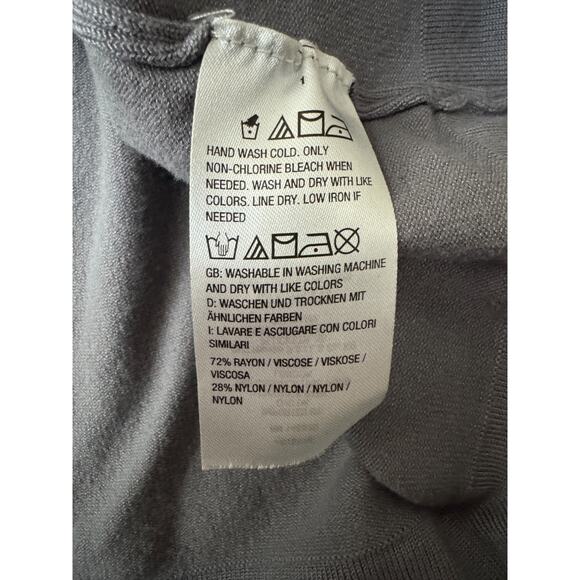 HAND WASH COLD. ONLY
NON-CHLORINE BLEACH WHEN
NEEDED. WASH AND DRY WITH LIKE
COLORS. LINE DRY. LOW IRON IF
NEEDED
GB: WASHABLE IN WASHING MACHINE
AND DRY WITH LIKE COLORS
D: WASCHEN UND TROCKNEN MIT
ÄHNLICHEN FARBEN
I: LAVARE E ASCIUGARE CON COLORI
SIMILARI
72% RAYON / VISCOSE / VISKOSE /
VISCOSA
28% NYLON / NYLON / NYLON /
NYLON